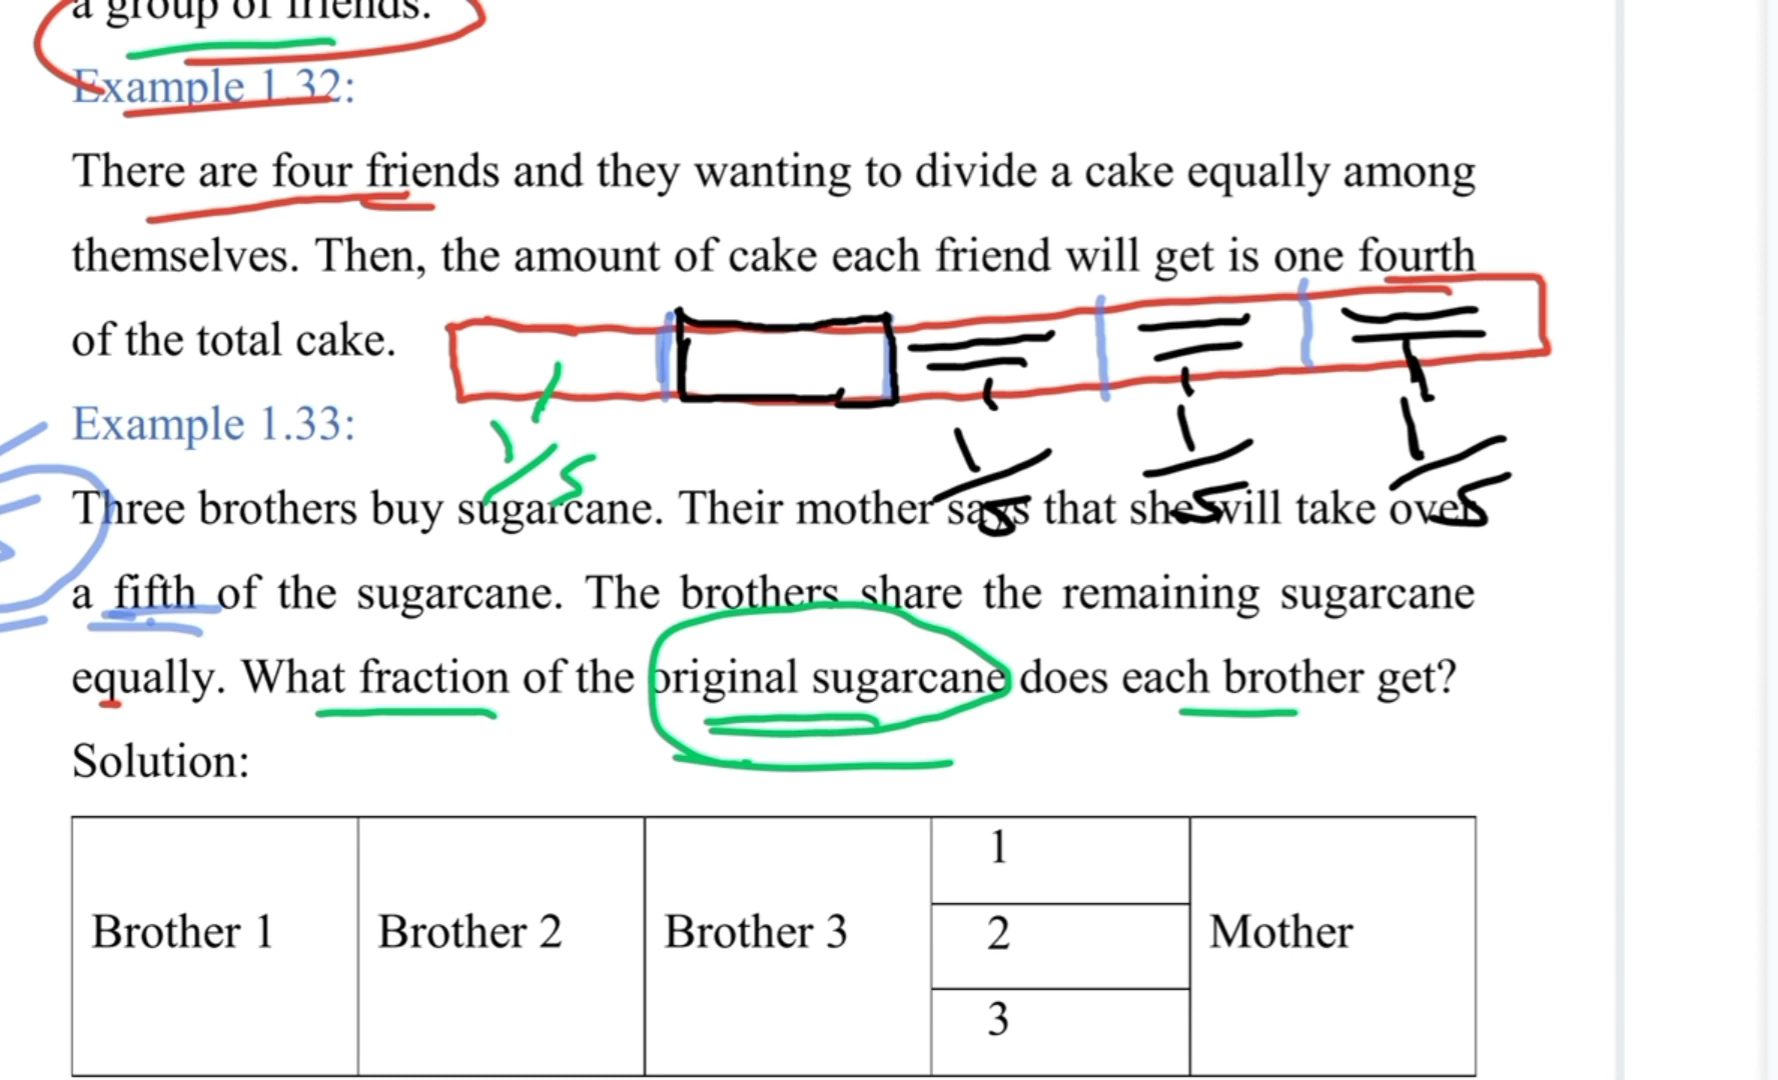 a group of friends.
Example 1.32:
There are four friends and they wanting to divide a cake equally among
themselves. Then, the amount of cake each friend will get is one fourth
of the total cake.
Example 1.33:
1/5 1/5 1/5 1/5
Three brothers buy sugarcane. Their mother says that she will take over
a fifth of the sugarcane. The brothers share the remaining sugarcane
equally. What fraction of the original sugarcane does each brother get?
Solution:
Brother 1 Brother 2 Brother 3 1 2 3 Mother